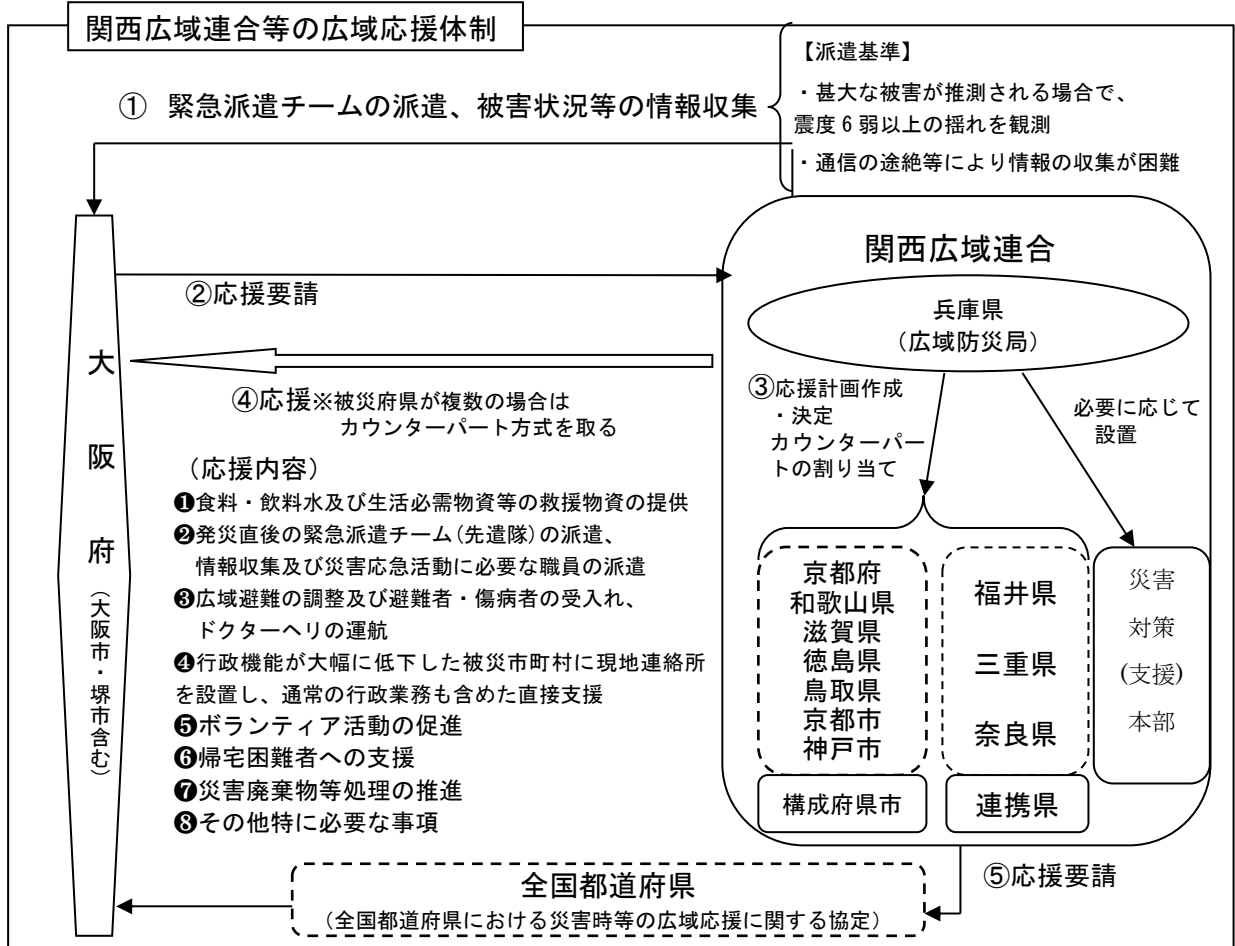 関西広域連合等の広域応援体制
【派遣基準】
・甚大な被害が推測される場合で、
震度6弱以上の揺れを観測
・通信の途絶等により情報の収集が困難
① 緊急派遣チームの派遣、被害状況等の情報収集
関西広域連合
兵庫県
(広域防災局)
②応援要請
大阪府(大阪市・堺市含む)
④応援※被災府県が複数の場合は
カウンターパート方式を取る
③応援計画作成
・決定
カウンターパー
トの割り当て
必要に応じて
設置
(応援内容)
❶食料・飲料水及び生活必需物資等の救援物資の提供
❷発災直後の緊急派遣チーム(先遣隊)の派遣、
情報収集及び災害応急活動に必要な職員の派遣
❸広域避難の調整及び避難者・傷病者の受入れ、
ドクターヘリの運航
❹行政機能が大幅に低下した被災市町村に現地連絡所
を設置し、通常の行政業務も含めた直接支援
❺ボランティア活動の促進
❻帰宅困難者への支援
❼災害廃棄物等処理の推進
❽その他特に必要な事項
京都府
和歌山県
滋賀県
徳島県
鳥取県
京都市
神戸市
構成府県市
福井県
三重県
奈良県
連携県
災害
対策
(支援)
本部
⑤応援要請
全国都道府県
(全国都道府県における災害時等の広域応援に関する協定)